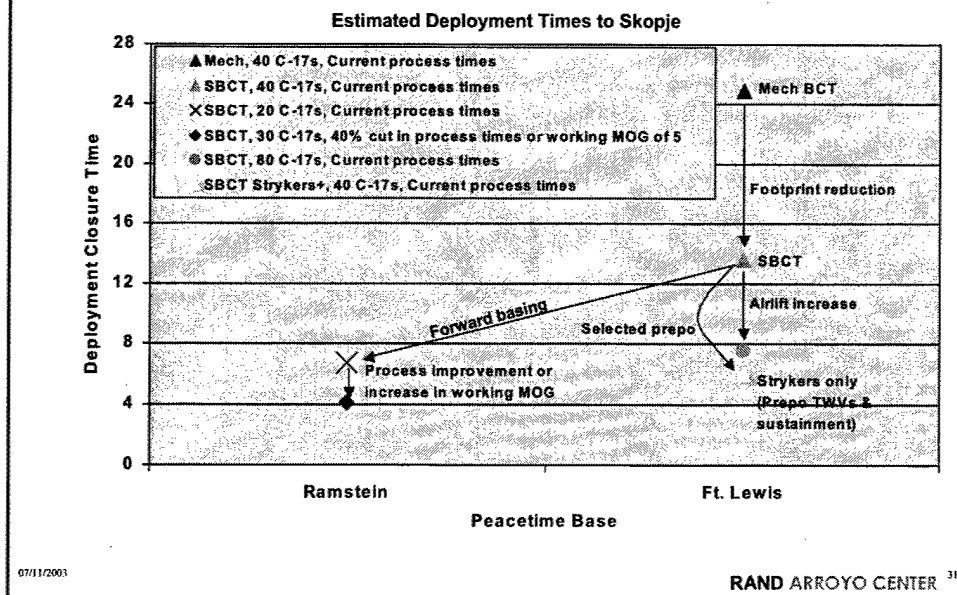 Estimated Deployment Times to Skopje
28
24
20
16
12
8
4
0
Deployment Closure Time
Mech, 40 C-17s, Current process times
SBCT, 40 C-17s, Current process times
SBCT, 20 C-17s, Current process times
SBCT, 30 C-17s, 40% cut in process times or working MOG of 5
SBCT, 80 C-17s, Current process times
SBCT Strykers+, 40 C-17s, Current process times
Mech BCT
Footprint reduction
SBCT
Airlift increase
Forward basing
Selected prepo
Process improvement or
increase in working MOG
Strykers only
(Prepo TWVs &
sustainment)
Ramstein
Ft. Lewis
Peacetime Base
07/11/2003
RAND ARROYO CENTER 31